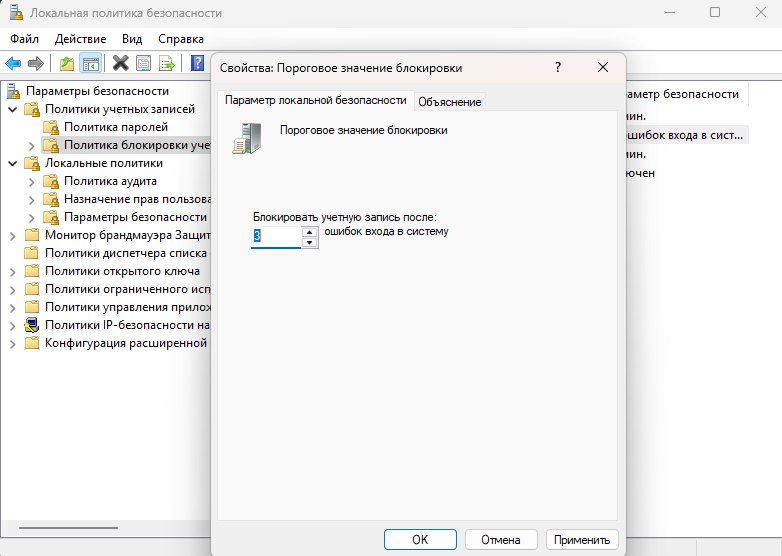 Локальная политика безопасности
Файл Действие Вид Справка
?
Параметры безопасности
Политики учетных записей
Политика паролей
Политика блокировки уче
Локальные политики
Политика аудита
Назначение прав пользова
Параметры безопасности
Монитор брандмауэра Защит
Политики диспетчера списка
Политики открытого ключа
Политики ограниченного исп
Политики управления прилож
Политики IP-безопасности на
Конфигурация расширенной
Свойства: Пороговое значение блокировки
?
Параметр локальной безопасности Объяснение
Пороговое значение блокировки
Блокировать учетную запись после:
3 ошибок входа в систему
OK Отмена Применить
аметр безопасности
ин.
ошибок входа в сист...
ин.
ючен